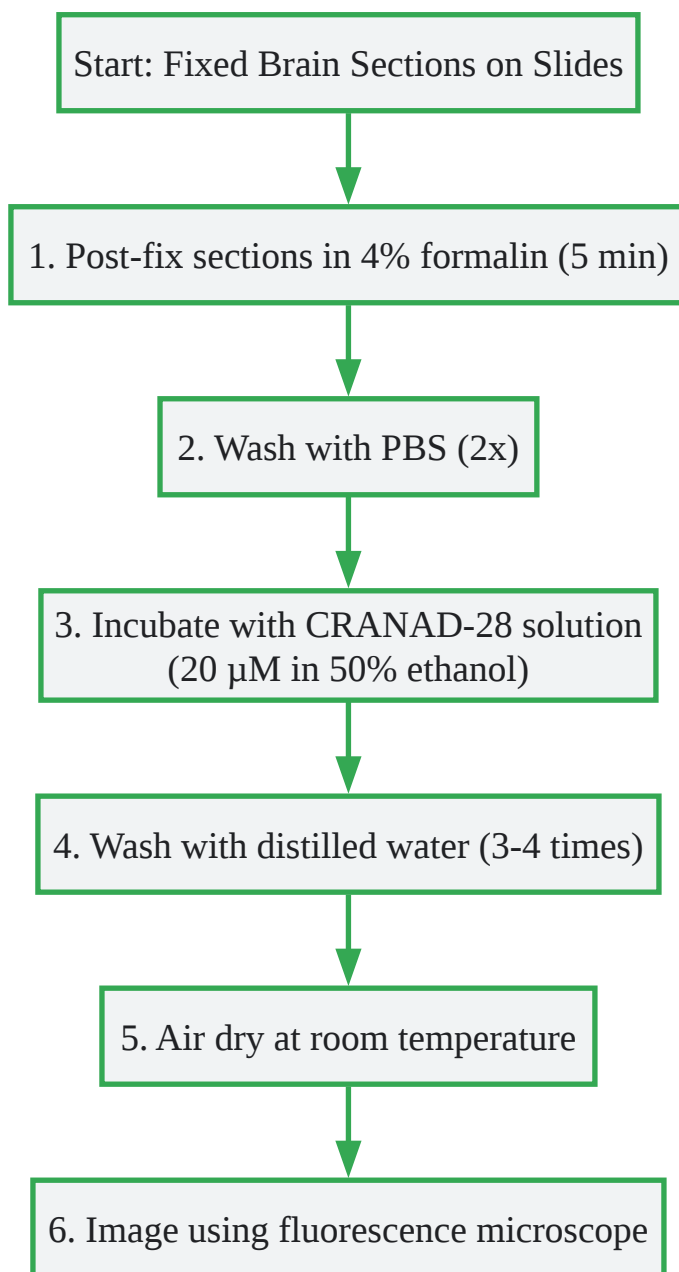 Start: Fixed Brain Sections on Slides
1. Post-fix sections in 4% formalin (5 min)
2. Wash with PBS (2x)
3. Incubate with CRANAD-28 solution
(20 µM in 50% ethanol)
4. Wash with distilled water (3-4 times)
5. Air dry at room temperature
6. Image using fluorescence microscope